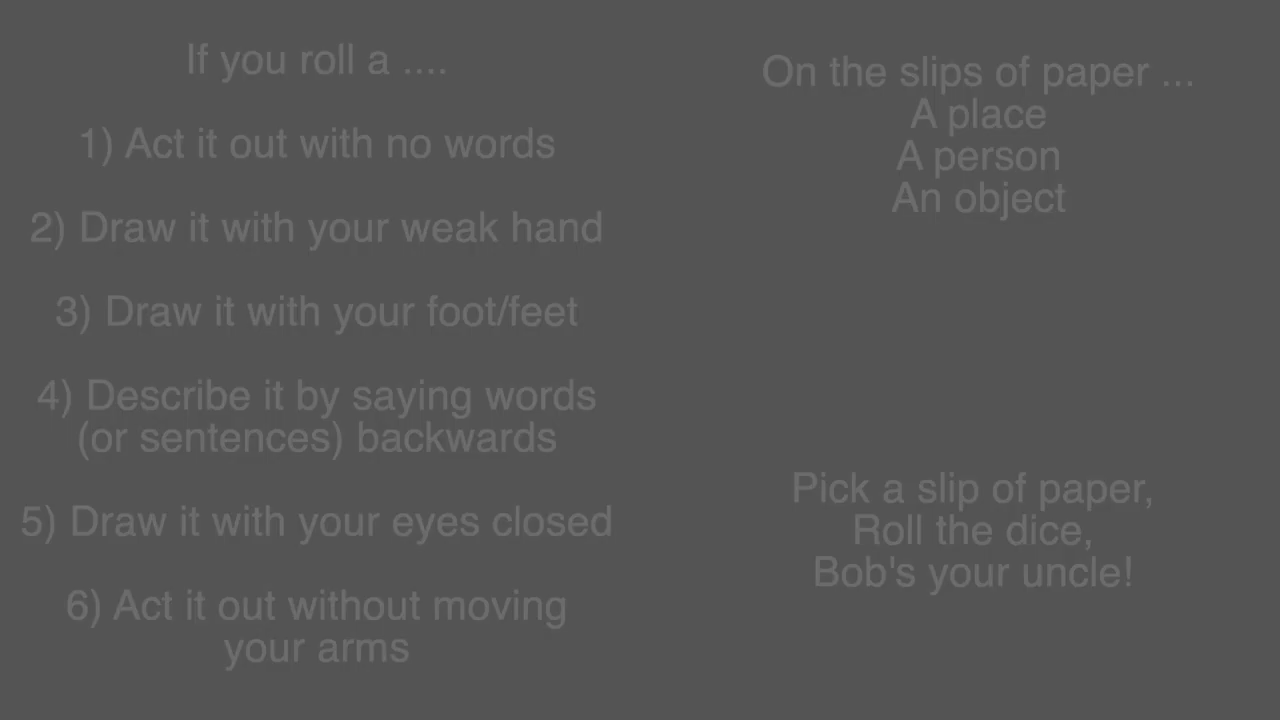 If you roll a ....
1) Act it out with no words
2) Draw it with your weak hand
3) Draw it with your foot/feet
4) Describe it by saying words
(or sentences) backwards
5) Draw it with your eyes closed
6) Act it out without moving
your arms
On the slips of paper ...
A place
A person
An object
Pick a slip of paper,
Roll the dice,
Bob's your uncle!